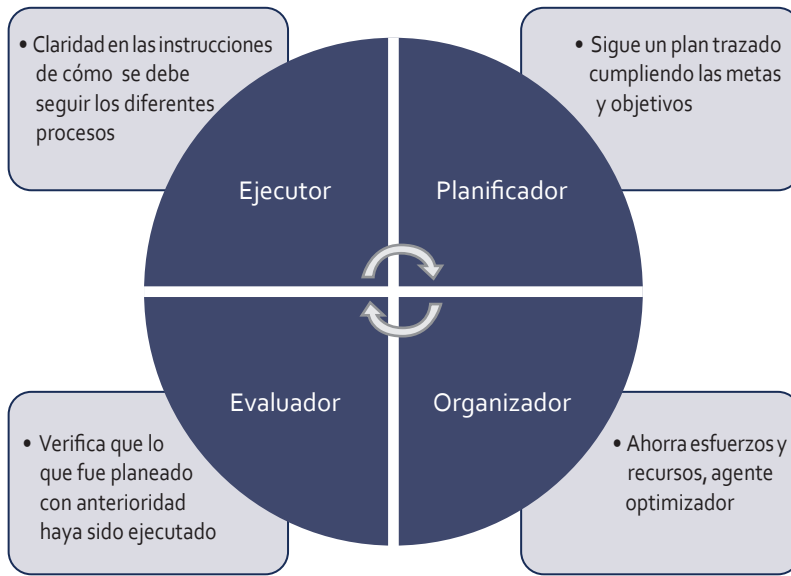 • Claridad en las instrucciones
de cómo se debe
seguir los diferentes
procesos
• Sigue un plan trazado
cumpliendo las metas
y objetivos
Ejecutor
Planificador
Evaluador
Organizador
• Verifica que lo
que fue planeado
con anterioridad
haya sido ejecutado
• Ahorra esfuerzos y
recursos, agente
optimizador